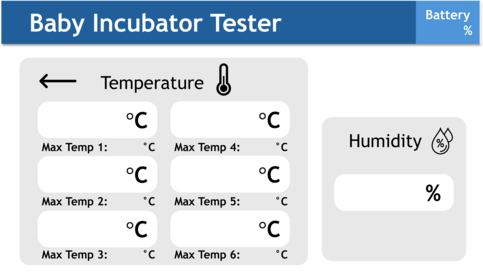 Baby Incubator Tester
Battery
%
Temperature
°C °C
Max Temp 1: °C Max Temp 4: °C
°C °C
Max Temp 2: °C Max Temp 5: °C
°C °C
Max Temp 3: °C Max Temp 6: °C
Humidity %
%